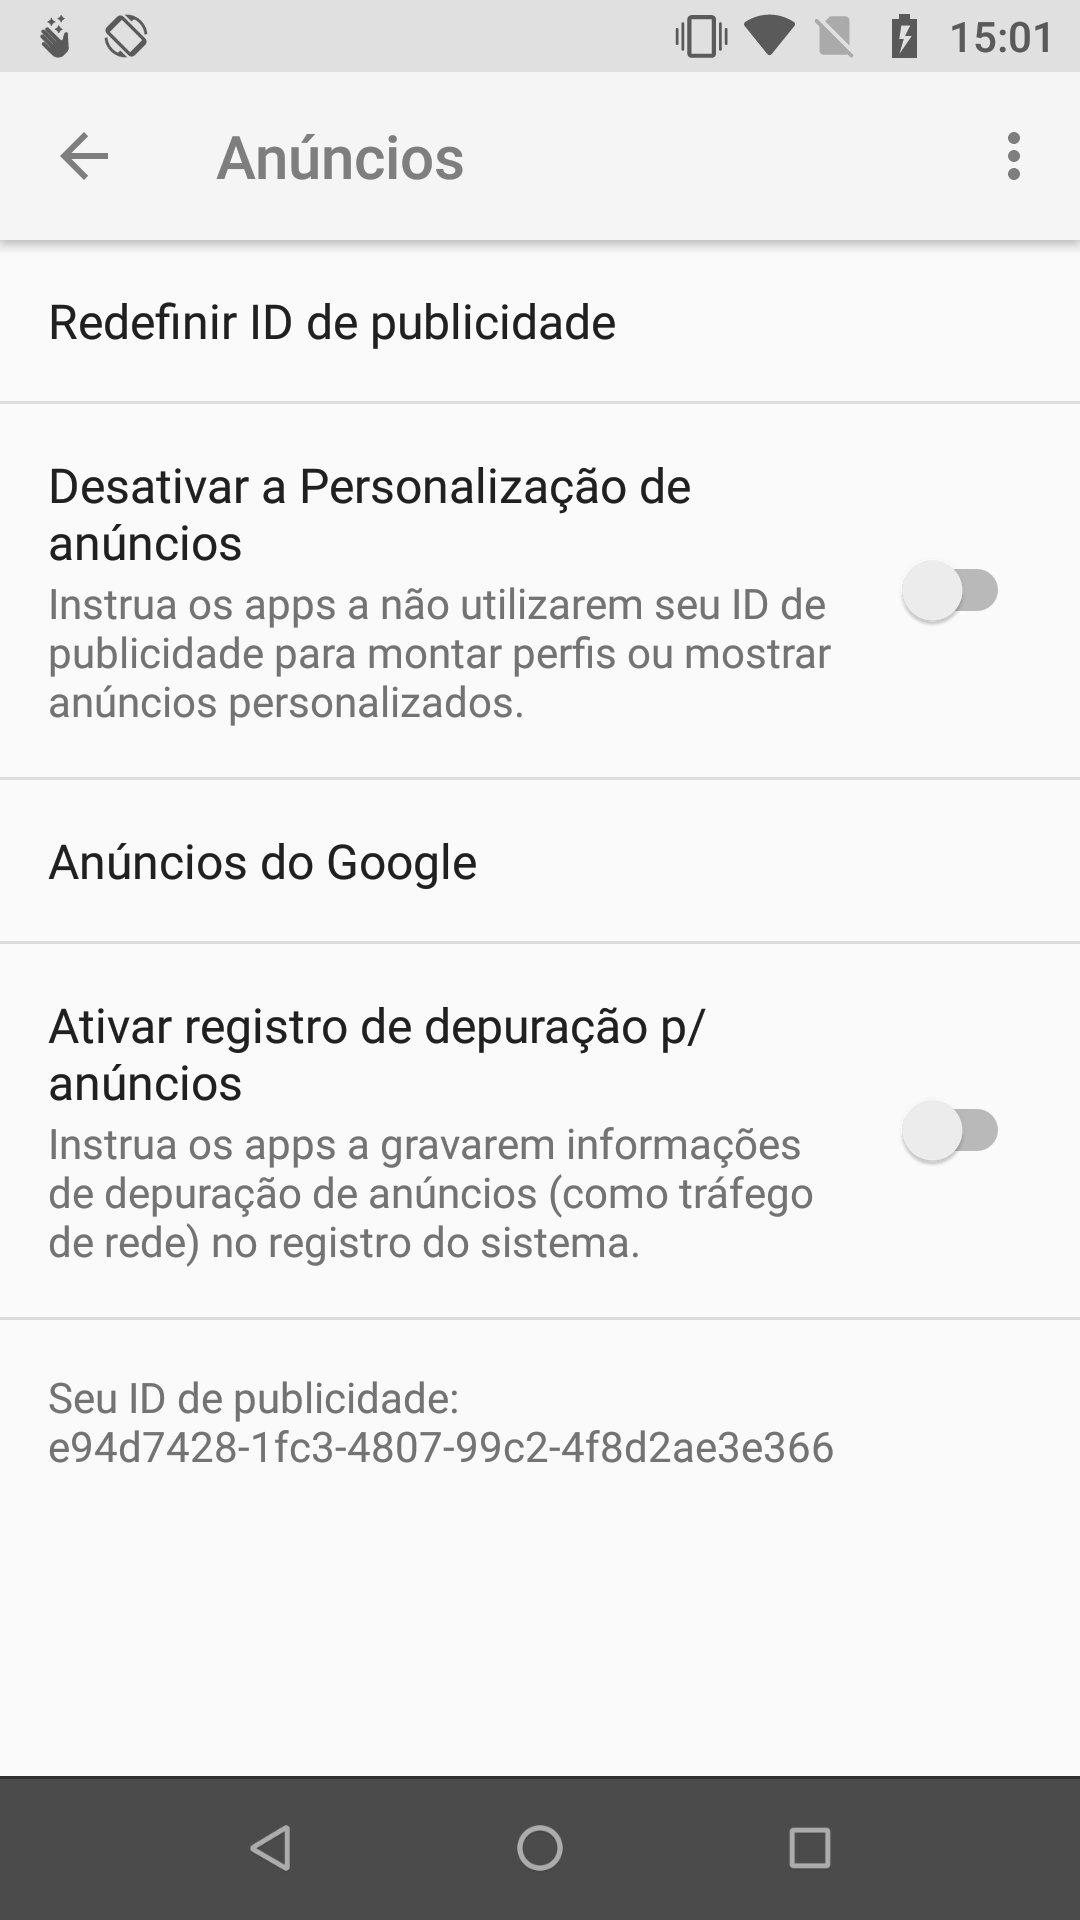 15:01
Anúncios
Redefinir ID de publicidade
Desativar a Personalização de
anúncios
Instrua os apps a não utilizarem seu ID de
publicidade para montar perfis ou mostrar
anúncios personalizados.
Anúncios do Google
Ativar registro de depuração p/
anúncios
Instrua os apps a gravarem informações
de depuração de anúncios (como tráfego
de rede) no registro do sistema.
Seu ID de publicidade:
e94d7428-1fc3-4807-99c2-4f8d2ae3e366